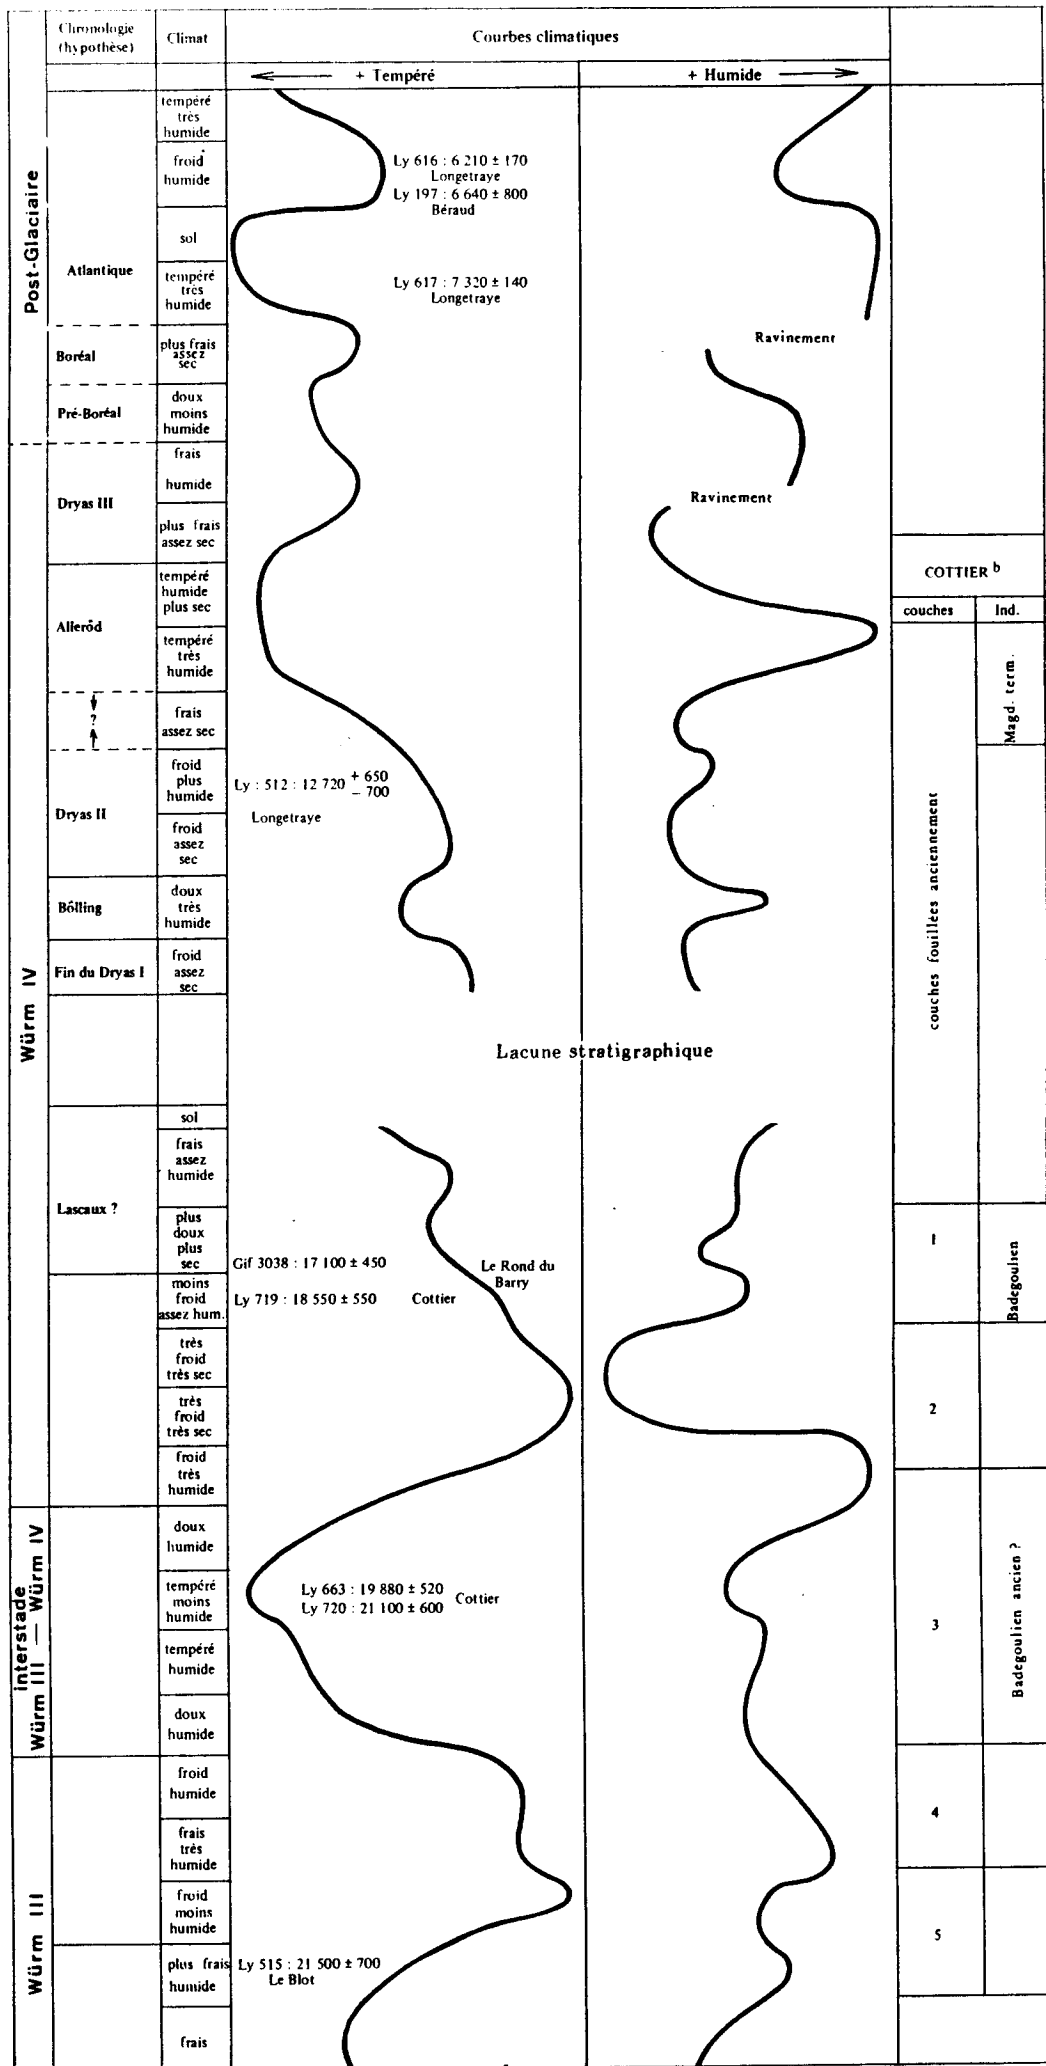 Chronologie
(hypothèse)
Climat
Courbes climatiques
+ Tempéré
+ Humide
Post-Glaciaire
tempéré
très
humide
froid
humide
Ly 616 : 6 210 ± 170
Longetraye
Ly 197 : 6 640 ± 800
Béraud
sol
Atlantique
tempéré
très
humide
Ly 617 : 7 320 ± 140
Longetraye
Boréal
plus frais
assez
sec
Ravinement
Pré-Boréal
doux
moins
humide
Würm IV
Dryas III
frais
humide
Ravinement
plus frais
assez sec
COTTIER b
couches
Ind.
Alleröd
tempéré
humide
plus sec
tempéré
très
humide
Magd. term.
?
frais
assez sec
Dryas II
froid
plus
humide
Ly : 512 : 12 720 + 650
− 700
Longetraye
froid
assez
sec
couches fouillées anciennement
Bölling
doux
très
humide
Fin du Dryas I
froid
assez
sec
Lacune stratigraphique
Lascaux ?
sol
frais
assez
humide
plus
doux
plus
sec
Gif 3038 : 17 100 ± 450
Le Rond du
Barry
1
Badegoulien
moins
froid
assez hum.
Ly 719 : 18 550 ± 550
Cottier
très
froid
très sec
très
froid
très sec
2
froid
très
humide
interstade
Würm III — Würm IV
doux
humide
tempéré
moins
humide
Ly 663 : 19 880 ± 520
Ly 720 : 21 100 ± 600
Cottier
3
Badegoulien ancien ?
tempéré
humide
doux
humide
Würm III
froid
humide
4
frais
très
humide
froid
moins
humide
5
plus frais
humide
Ly 515 : 21 500 ± 700
Le Blot
frais